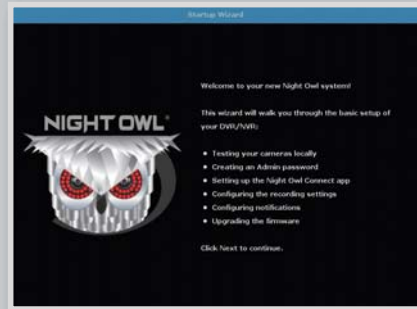 Startup Wizard
NIGHT OWL®
Welcome to your new Night Owl system!
This wizard will walk you through the basic setup of
your DVR/NVR:
• Testing your cameras locally
• Creating an Admin password
• Setting up the Night Owl Connect app
• Configuring the recording settings
• Configuring notifications
• Upgrading the firmware
Click Next to continue.